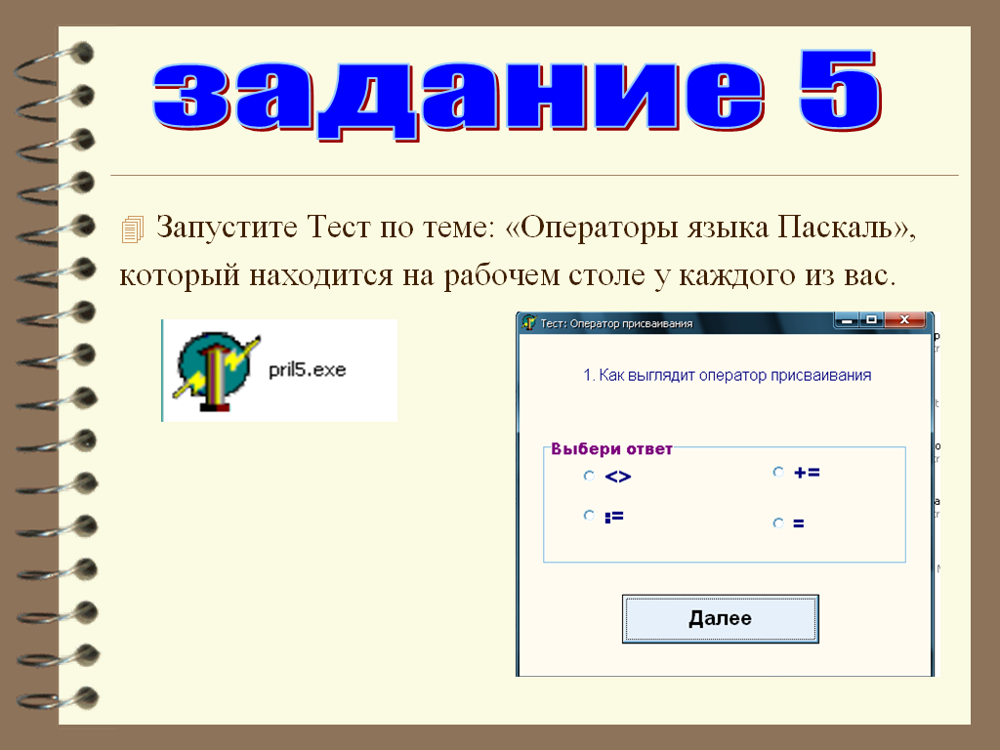 задание 5
Запустите Тест по теме: «Операторы языка Паскаль»,
который находится на рабочем столе у каждого из вас.
pril5.exe
Тест: Оператор присваивания
1. Как выглядит оператор присваивания
Выбери ответ
<> +=
:= =
Далее